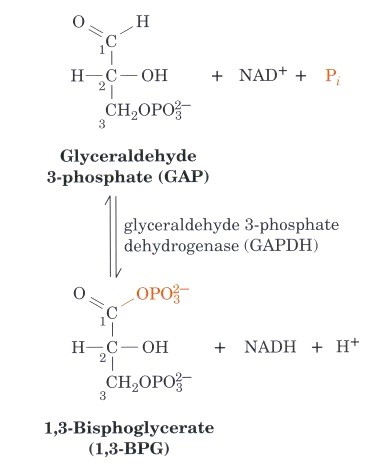 O H
C
1
H—C—OH + NAD⁺ + Pᵢ
2
CH₂OPO₃²⁻
3
Glyceraldehyde
3-phosphate (GAP)
glyceraldehyde 3-phosphate
dehydrogenase (GAPDH)
O OPO₃²⁻
C
1
H—C—OH + NADH + H⁺
2
CH₂OPO₃²⁻
3
1,3-Bisphoglycerate
(1,3-BPG)